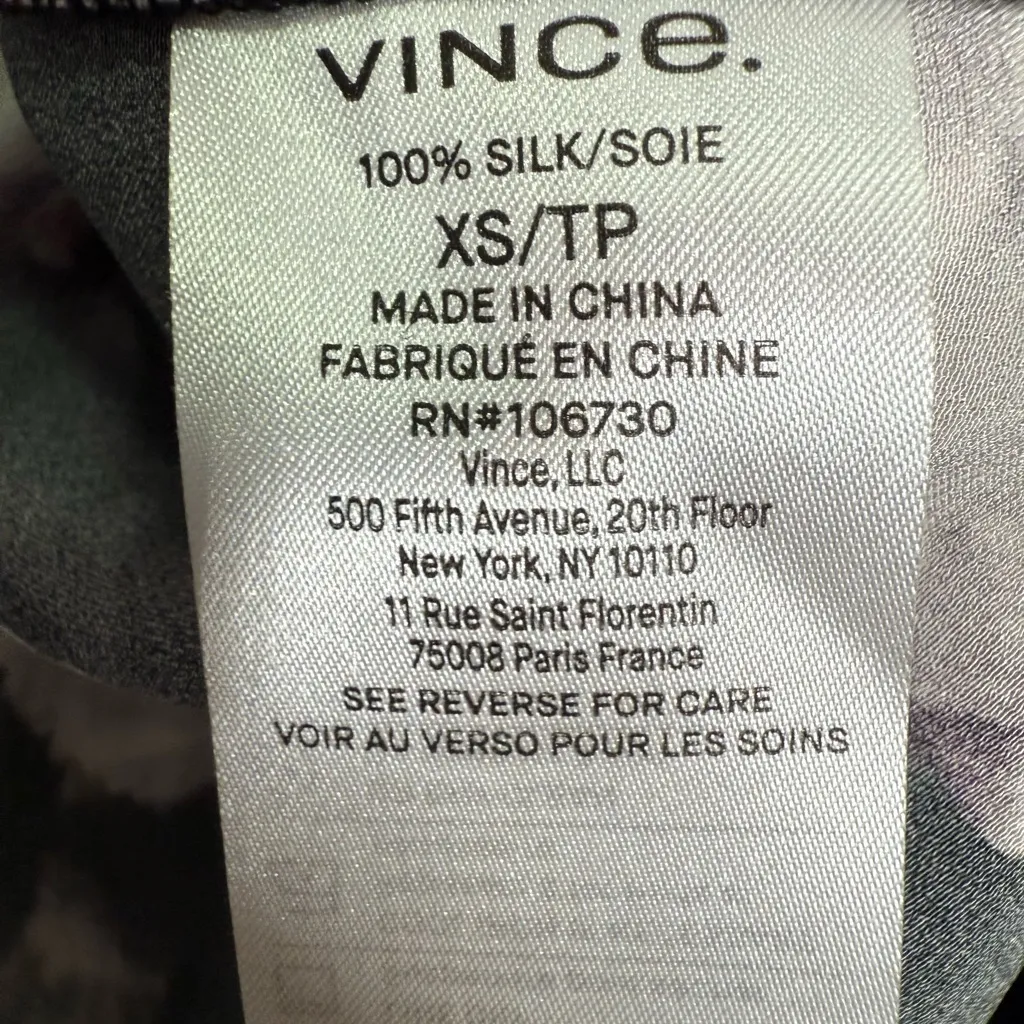 VINCe.
100% SILK/SOIE
XS/TP
MADE IN CHINA
FABRIQUÉ EN CHINE
RN#106730
Vince, LLC
500 Fifth Avenue, 20th Floor
New York, NY 10110
11 Rue Saint Florentin
75008 Paris France
SEE REVERSE FOR CARE
VOIR AU VERSO POUR LES SOINS